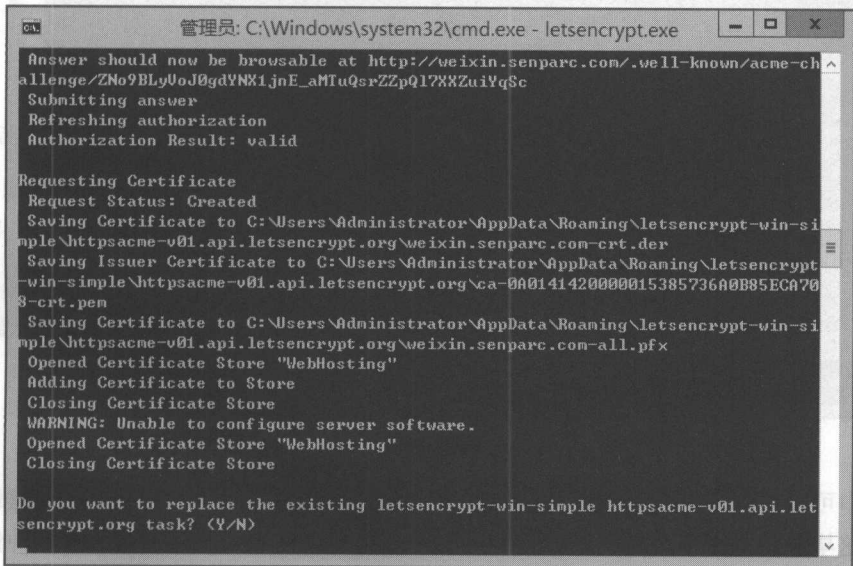 管理员: C:\Windows\system32\cmd.exe - letsencrypt.exe
Answer should now be browsable at http://weixin.senparc.com/.well-known/acme-ch
allenge/ZNo9BLyVoJ0gdYNX1jnE_aMTuQsrZZpQl7XXZuiYqSc
Submitting answer
Refreshing authorization
Authorization Result: valid
Requesting Certificate
Request Status: Created
Saving Certificate to C:\Users\Administrator\AppData\Roaming\letsencrypt-win-si
mple\httpsacme-v01.api.letsencrypt.org\weixin.senparc.com-crt.der
Saving Issuer Certificate to C:\Users\Administrator\AppData\Roaming\letsencrypt
-win-simple\httpsacme-v01.api.letsencrypt.org\ca-0A0141420000015385736A0B85ECA70
8-crt.pem
Saving Certificate to C:\Users\Administrator\AppData\Roaming\letsencrypt-win-si
mple\httpsacme-v01.api.letsencrypt.org\weixin.senparc.com-all.pfx
Opened Certificate Store "WebHosting"
Adding Certificate to Store
Closing Certificate Store
WARNING: Unable to configure server software.
Opened Certificate Store "WebHosting"
Closing Certificate Store
Do you want to replace the existing letsencrypt-win-simple httpsacme-v01.api.let
sencrypt.org task? (Y/N)